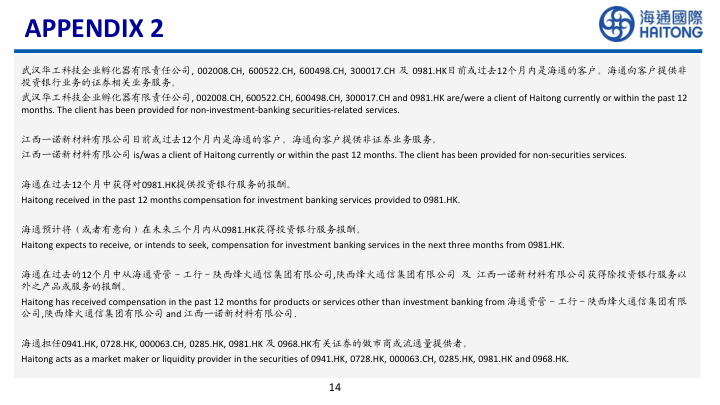 APPENDIX 2
海通國際
HAITONG
武汉华工科技企业孵化器有限责任公司, 002008.CH, 600522.CH, 600498.CH, 300017.CH 及 0981.HK目前或过去12个月内是海通的客户。海通向客户提供非
投资银行业务的证券相关业务服务。
武汉华工科技企业孵化器有限责任公司, 002008.CH, 600522.CH, 600498.CH, 300017.CH and 0981.HK are/were a client of Haitong currently or within the past 12
months. The client has been provided for non-investment-banking securities-related services.
江西一诺新材料有限公司目前或过去12个月内是海通的客户。海通向客户提供非证券业务服务。
江西一诺新材料有限公司 is/was a client of Haitong currently or within the past 12 months. The client has been provided for non-securities services.
海通在过去12个月中获得对0981.HK提供投资银行服务的报酬。
Haitong received in the past 12 months compensation for investment banking services provided to 0981.HK.
海通预计将（或者有意向）在未来三个月内从0981.HK获得投资银行服务报酬。
Haitong expects to receive, or intends to seek, compensation for investment banking services in the next three months from 0981.HK.
海通在过去的12个月中从海通资管－工行－陕西烽火通信集团有限公司,陕西烽火通信集团有限公司 及 江西一诺新材料有限公司获得除投资银行服务以
外之产品或服务的报酬。
Haitong has received compensation in the past 12 months for products or services other than investment banking from 海通资管－工行－陕西烽火通信集团有限
公司,陕西烽火通信集团有限公司 and 江西一诺新材料有限公司.
海通担任0941.HK, 0728.HK, 000063.CH, 0285.HK, 0981.HK 及 0968.HK有关证券的做市商或流通量提供者。
Haitong acts as a market maker or liquidity provider in the securities of 0941.HK, 0728.HK, 000063.CH, 0285.HK, 0981.HK and 0968.HK.
14